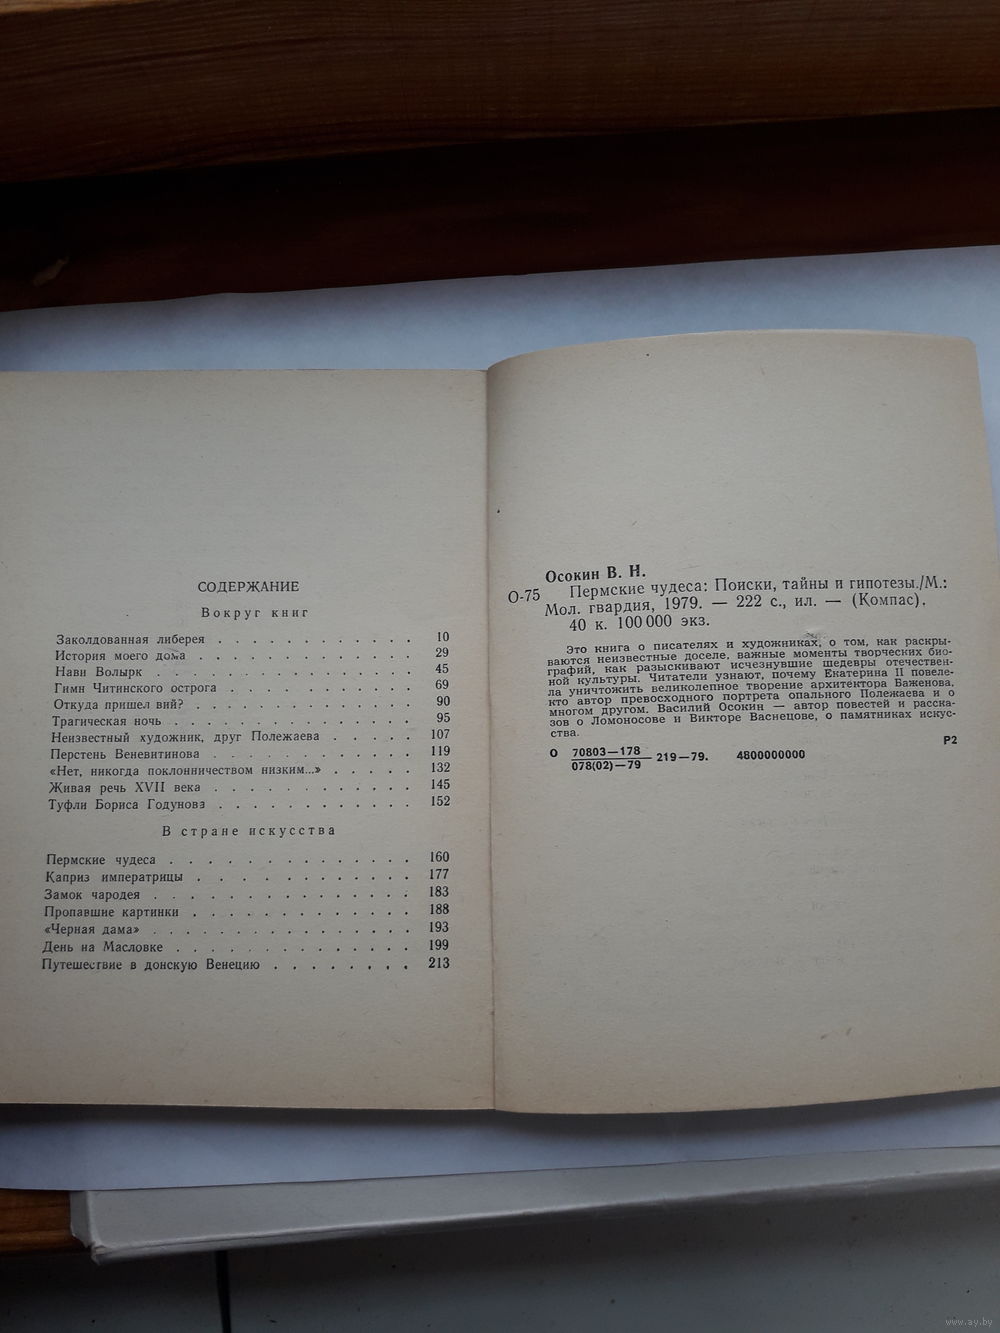 СОДЕРЖАНИЕ
Вокруг книг
Заколдованная либерея . . . . . . . . . . . . 10
История моего дома . . . . . . . . . . . . . 29
Нави Волырк . . . . . . . . . . . . . . . 45
Гимн Читинского острога . . . . . . . . . . . 69
Откуда пришел вий? . . . . . . . . . . . . . 90
Трагическая ночь . . . . . . . . . . . . . . 95
Неизвестный художник, друг Полежаева . . . . . 107
Перстень Веневитинова . . . . . . . . . . . . 119
«Нет, никогда поклонничеством низким...» . . . . . 132
Живая речь XVII века . . . . . . . . . . . . 145
Туфли Бориса Годунова . . . . . . . . . . . 152
В стране искусства
Пермские чудеса . . . . . . . . . . . . . 160
Каприз императрицы . . . . . . . . . . . . 177
Замок чародея . . . . . . . . . . . . . . 183
Пропавшие картинки . . . . . . . . . . . . 188
«Черная дама» . . . . . . . . . . . . . . 193
День на Масловке . . . . . . . . . . . . . 199
Путешествие в донскую Венецию . . . . . . . . 213
Осокин В. Н.
О-75 Пермские чудеса: Поиски, тайны и гипотезы./М.:
Мол. гвардия, 1979. — 222 с., ил. — (Компас).
40 к. 100 000 экз.
Это книга о писателях и художниках, о том, как раскры-
ваются неизвестные доселе, важные моменты творческих био-
графий, как разыскивают исчезнувшие шедевры отечествен-
ной культуры. Читатели узнают, почему Екатерина II повеле-
ла уничтожить великолепное творение архитектора Баженова,
кто автор превосходного портрета опального Полежаева и о
многом другом. Василий Осокин — автор повестей и расска-
зов о Ломоносове и Викторе Васнецове, о памятниках искус-
ства.
О 70803—178 219—79. 4800000000 Р2
078(02)—79
www.ay.by